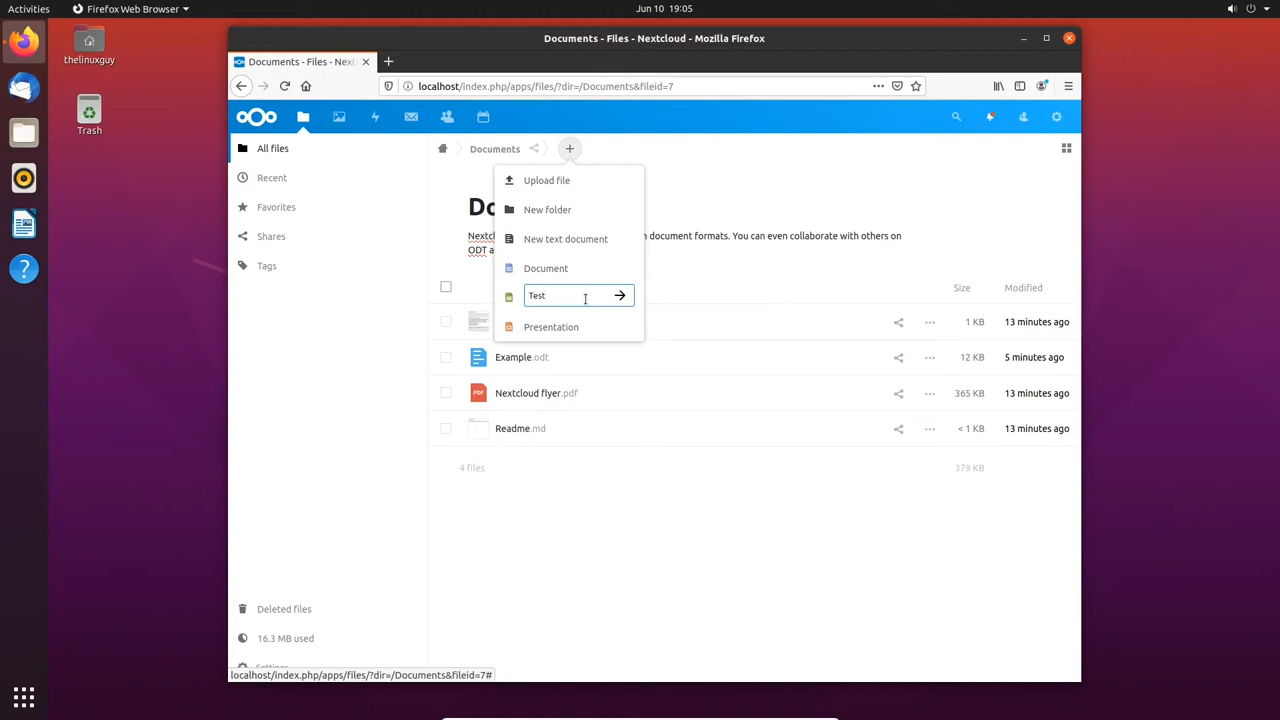 Activities
Firefox Web Browser
Jun 10 19:05
thelinuxguy
Trash
Documents - Files - Nextcloud - Mozilla Firefox
Documents - Files - Next
localhost/index.php/apps/files/?dir=/Documents&fileid=7
All files
Recent
Favorites
Shares
Tags
Documents
Upload file
New folder
New text document
Document
Test
Presentation
Do
Nextcl
n document formats. You can even collaborate with others on
ODT a
Size
Modified
1 KB
13 minutes ago
Example.odt
12 KB
5 minutes ago
PDF
Nextcloud flyer.pdf
365 KB
13 minutes ago
Readme.md
< 1 KB
13 minutes ago
4 files
379 KB
Deleted files
16.3 MB used
Settings
localhost/index.php/apps/files/?dir=/Documents&fileid=7#